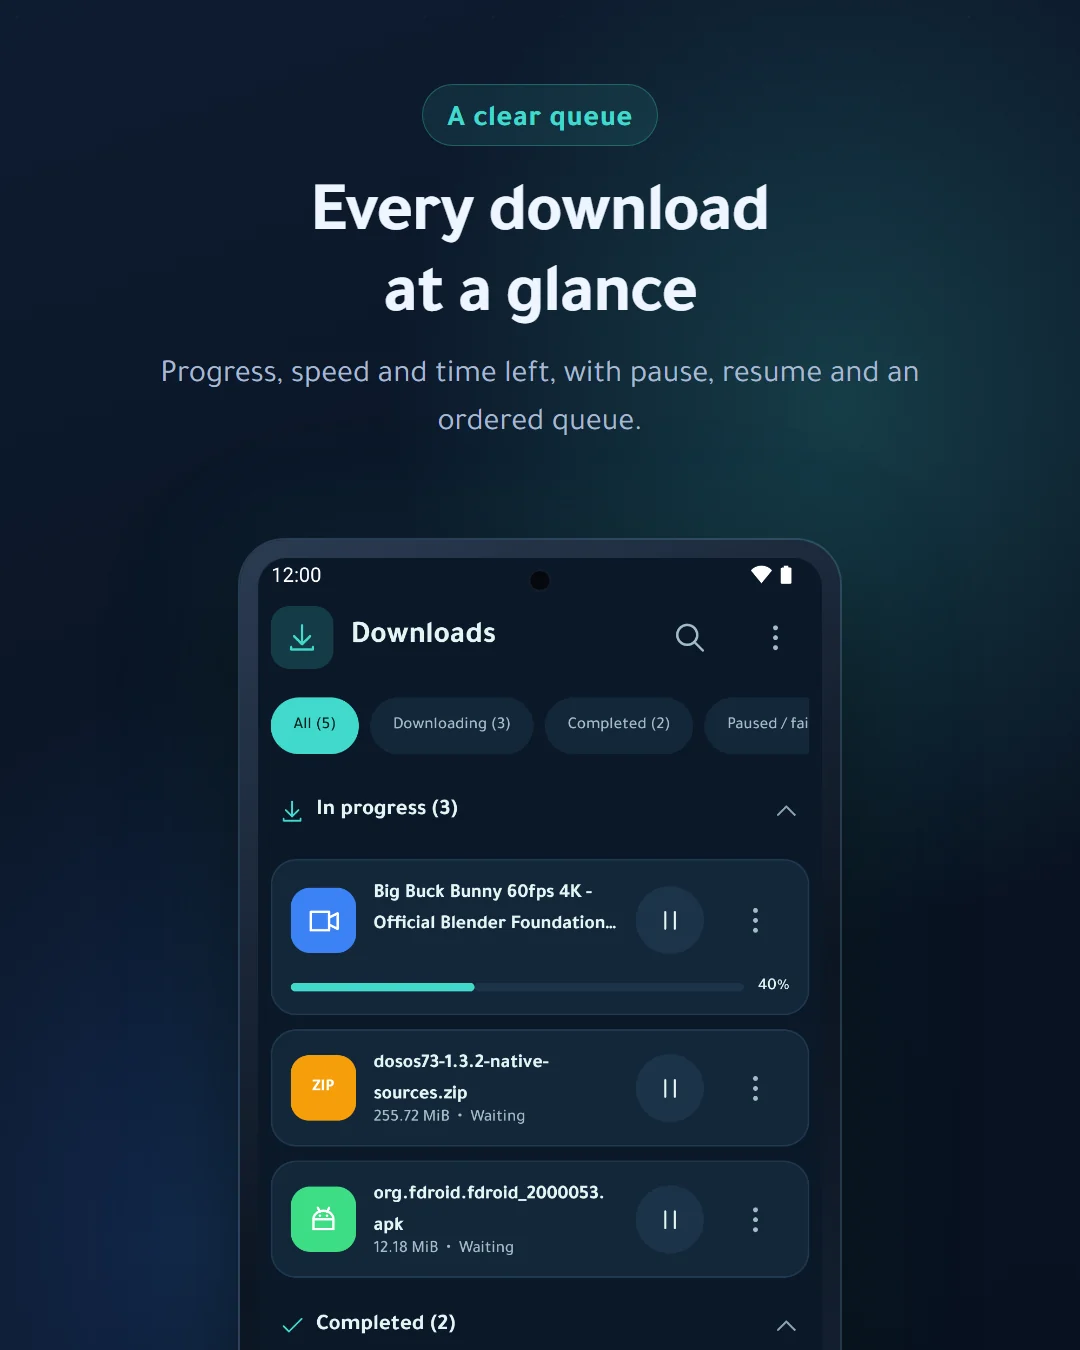 A clear queue
Every download
at a glance
Progress, speed and time left, with pause, resume and an
ordered queue.
12:00
Downloads
All (5)
Downloading (3)
Completed (2)
Paused / fai
In progress (3)
Big Buck Bunny 60fps 4K -
Official Blender Foundation…
40%
ZIP
dosos73-1.3.2-native-
sources.zip
255.72 MiB • Waiting
org.fdroid.fdroid_2000053.
apk
12.18 MiB • Waiting
Completed (2)